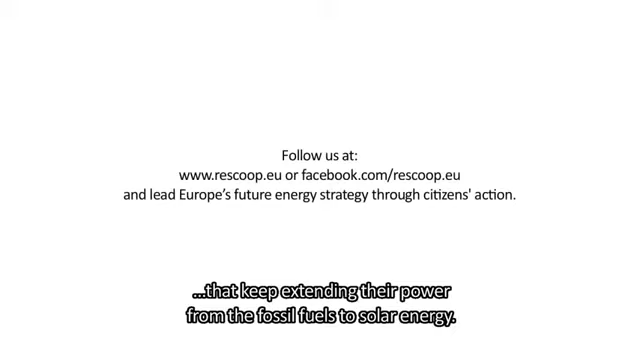 Follow us at:
www.rescoop.eu or facebook.com/rescoop.eu
and lead Europe's future energy strategy through citizens' action.
...that keep extending their power
from the fossil fuels to solar energy.